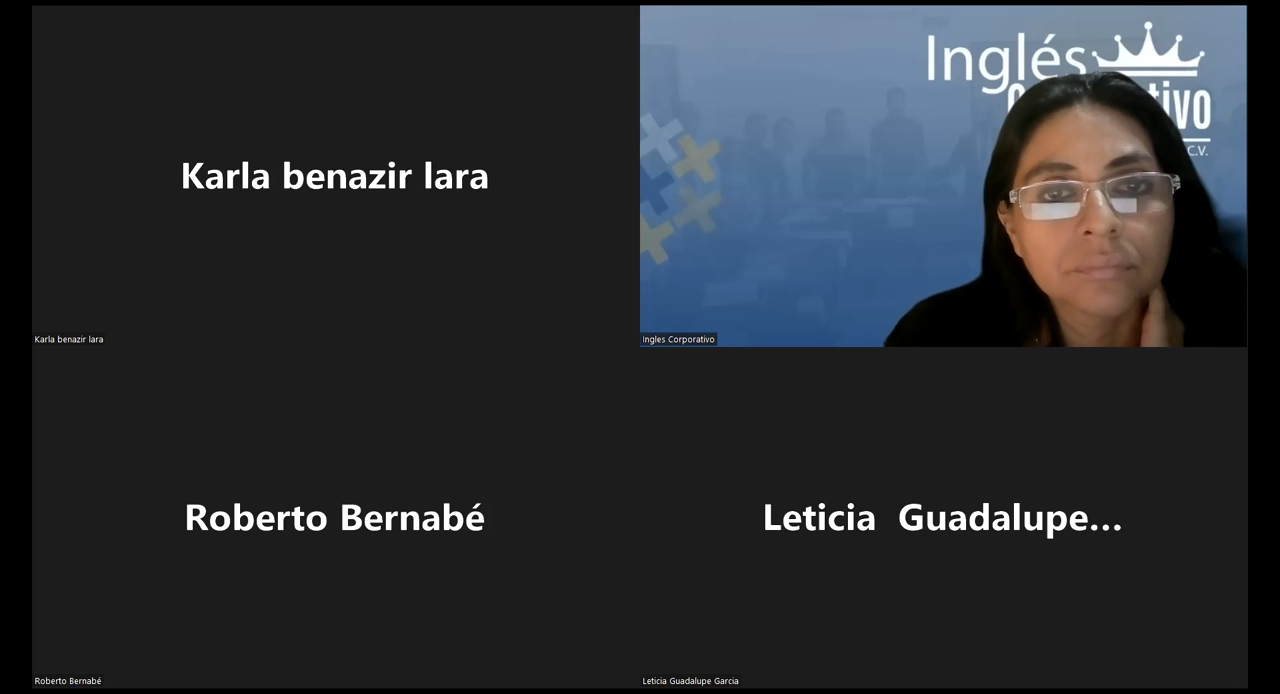 Karla benazir lara
Karla benazir lara
Inglés
tivo
C.V.
Ingles Corporativo
Roberto Bernabé
Roberto Bernabé
Leticia  Guadalupe...
Leticia Guadalupe Garcia